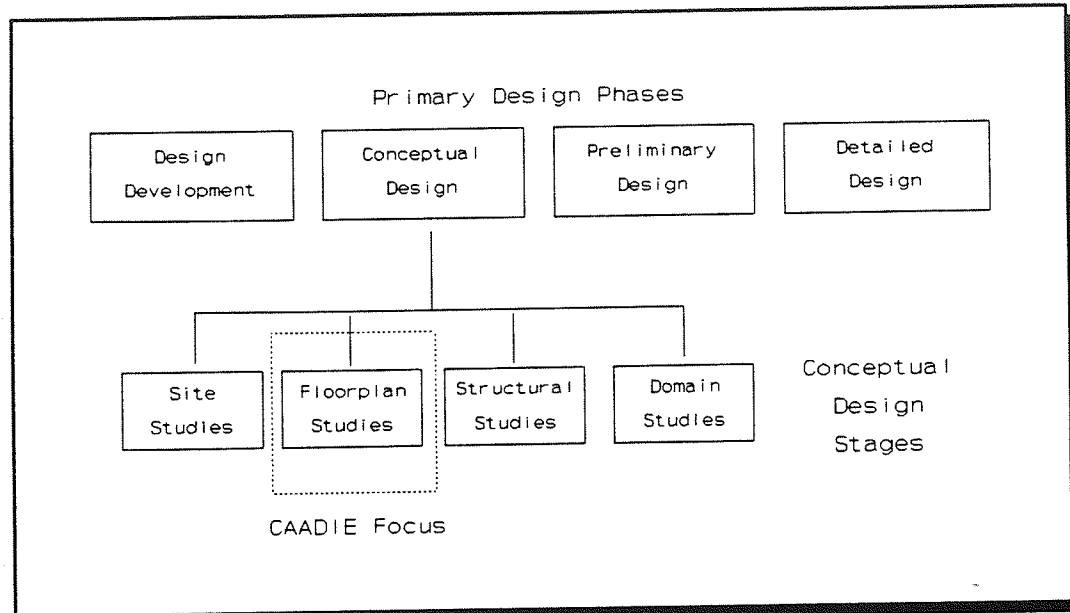 Primary Design Phases
Design
Development
Conceptual
Design
Preliminary
Design
Detailed
Design
Site
Studies
Floorplan
Studies
Structural
Studies
Domain
Studies
Conceptual
Design
Stages
CAADIE Focus